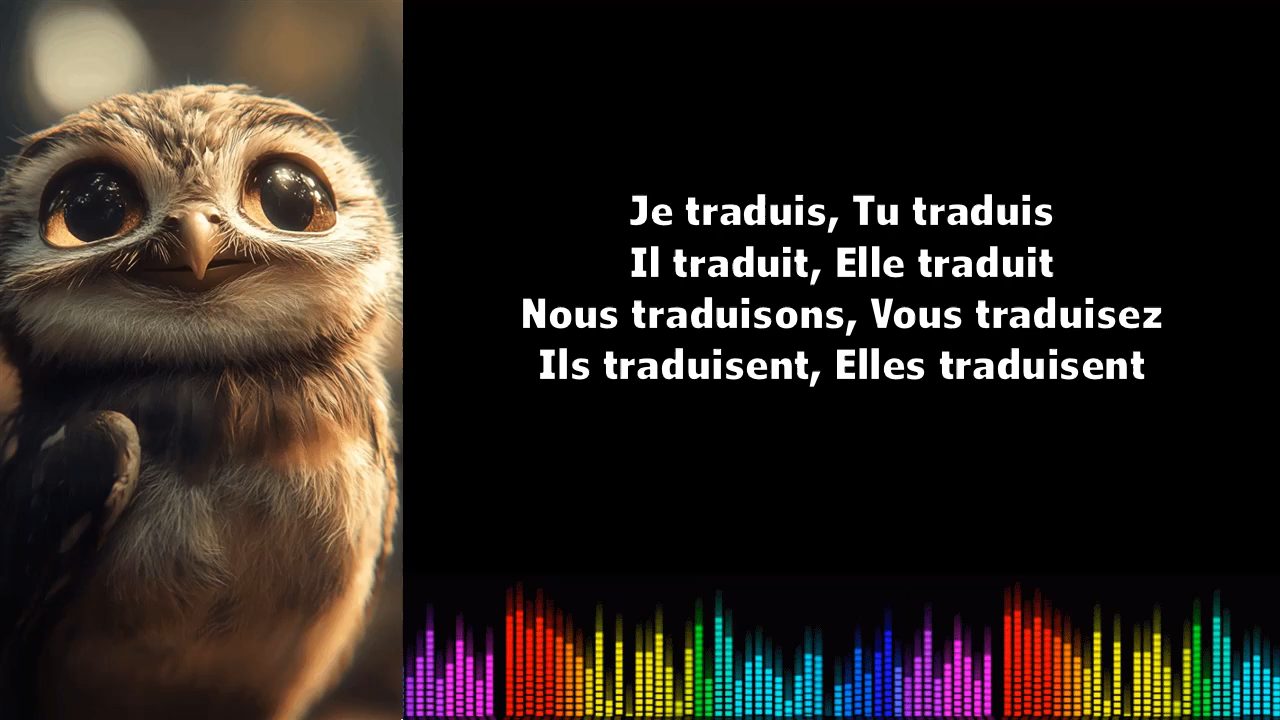 Je traduis, Tu traduis
Il traduit, Elle traduit
Nous traduisons, Vous traduisez
Ils traduisent, Elles traduisent